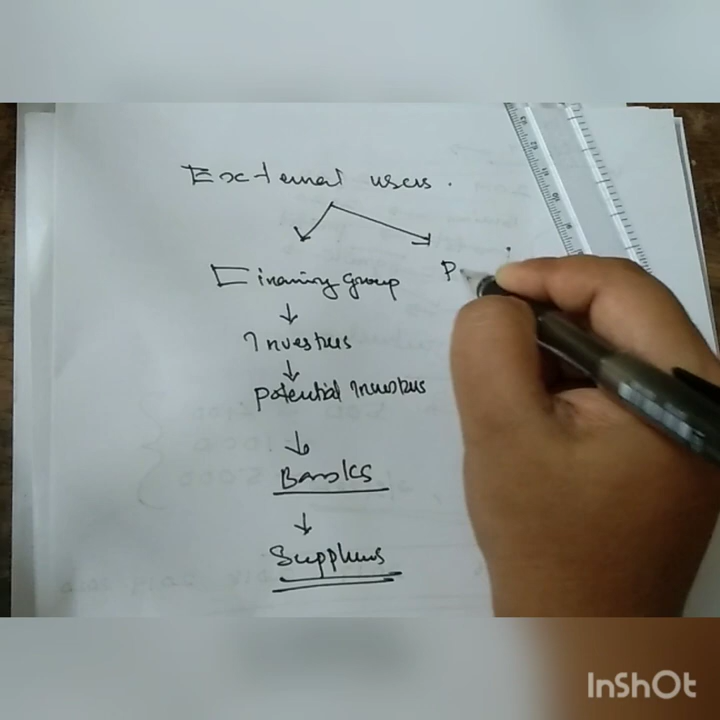 External users.
Financing group P
Investors
Potential Investors
Banks
Suppliers
InShOt